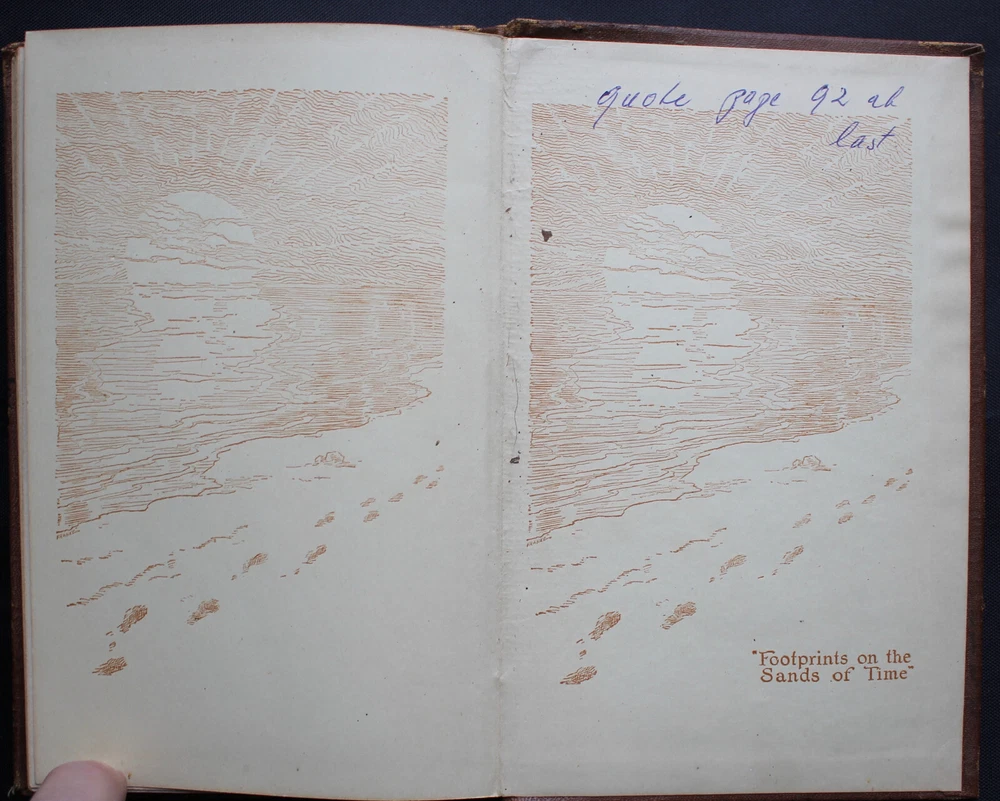 quote page 92 at
last
"Footprints on the
Sands of Time"